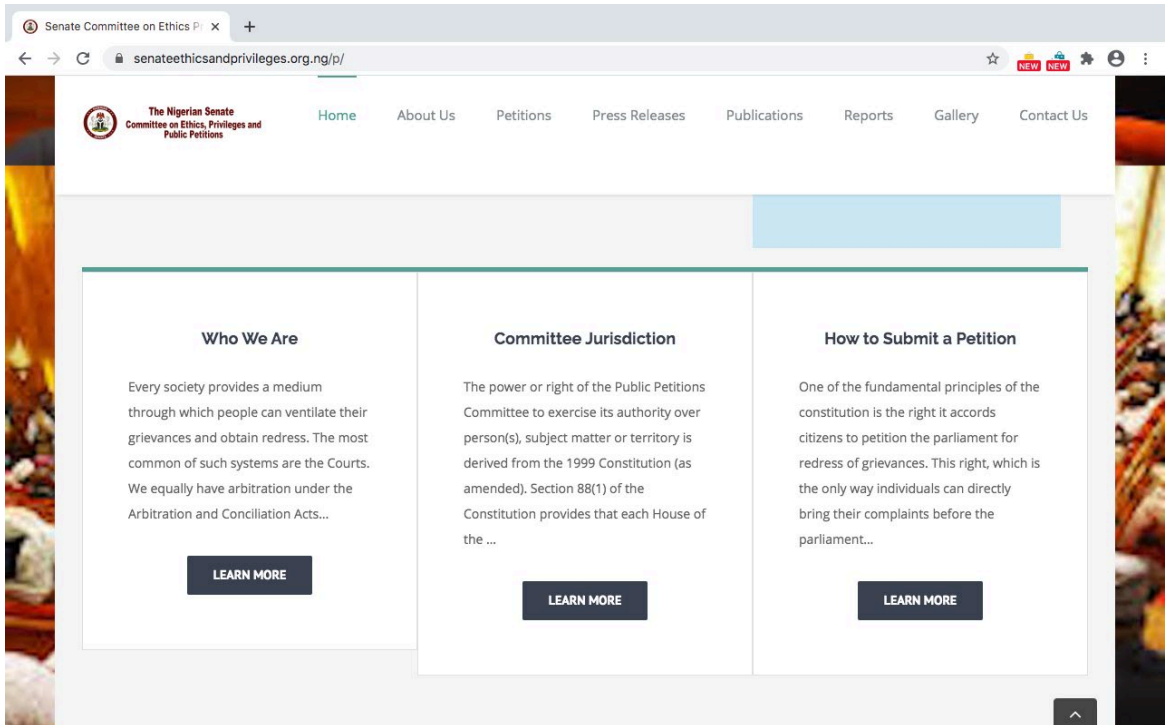 Senate Committee on Ethics P
senateethicsandprivileges.org.ng/p/
NEW NEW
The Nigerian Senate
Committee on Ethics, Privileges and
Public Petitions
Home About Us Petitions Press Releases Publications Reports Gallery Contact Us
Who We Are
Every society provides a medium
through which people can ventilate their
grievances and obtain redress. The most
common of such systems are the Courts.
We equally have arbitration under the
Arbitration and Conciliation Acts...
LEARN MORE
Committee Jurisdiction
The power or right of the Public Petitions
Committee to exercise its authority over
person(s), subject matter or territory is
derived from the 1999 Constitution (as
amended). Section 88(1) of the
Constitution provides that each House of
the ...
LEARN MORE
How to Submit a Petition
One of the fundamental principles of the
constitution is the right it accords
citizens to petition the parliament for
redress of grievances. This right, which is
the only way individuals can directly
bring their complaints before the
parliament...
LEARN MORE